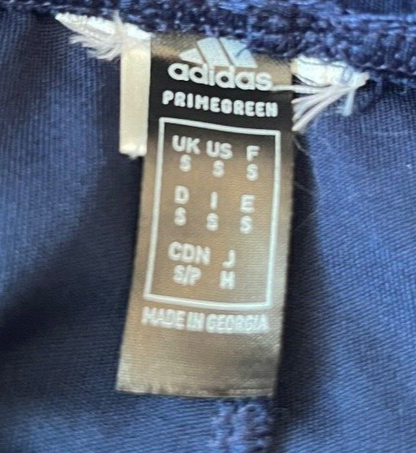 adidas
PRIMEGREEN
UK US F
S S S
D I E
S S S
CDN J
S/P M
MADE IN GEORGIA